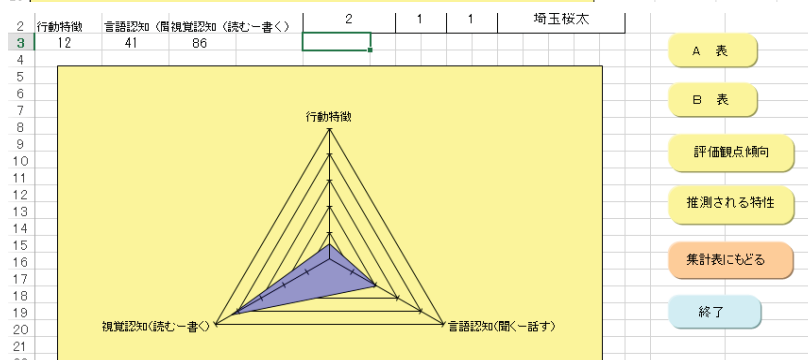 2 行動特徴 言語認知（聞視覚認知（読む－書く） 2 1 1 埼玉桜太
3 12 41 86
4
5
6
7
8
9
10
11
12
13
14
15
16
17
18
19
20
21
行動特徴
視覚認知(読む－書く)
言語認知(聞く－話す)
A 表
B 表
評価観点傾向
推測される特性
集計表にもどる
終了